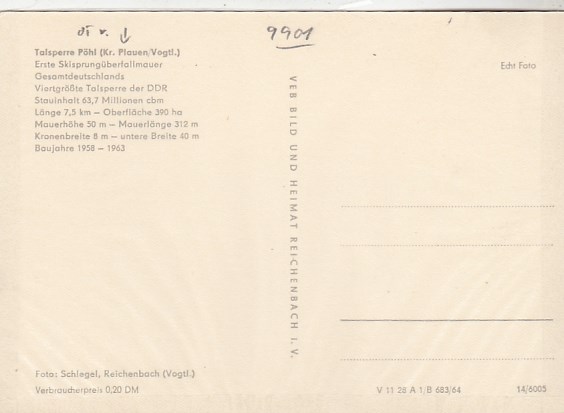 9901
Talsperre Pöhl (Kr. Plauen/Vogtl.)
Erste Skisprungüberfallmauer
Gesamtdeutschlands
Viertgrößte Talsperre der DDR
Stauinhalt 63,7 Millionen cbm
Länge 7,5 km – Oberfläche 390 ha
Mauerhöhe 50 m – Mauerlänge 312 m
Kronenbreite 8 m – untere Breite 40 m
Baujahre 1958 – 1963
Echt Foto
VEB BILD UND HEIMAT REICHENBACH I. V.
Foto: Schlegel, Reichenbach (Vogtl.)
Verbraucherpreis 0,20 DM
V 11 28 A 1/B 683/64 14/6005